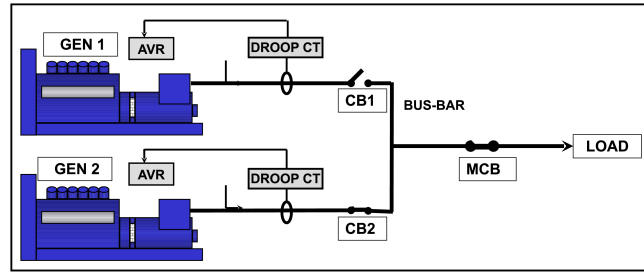 GEN 1
AVR
DROOP CT
CB1
BUS-BAR
MCB
LOAD
GEN 2
AVR
DROOP CT
CB2